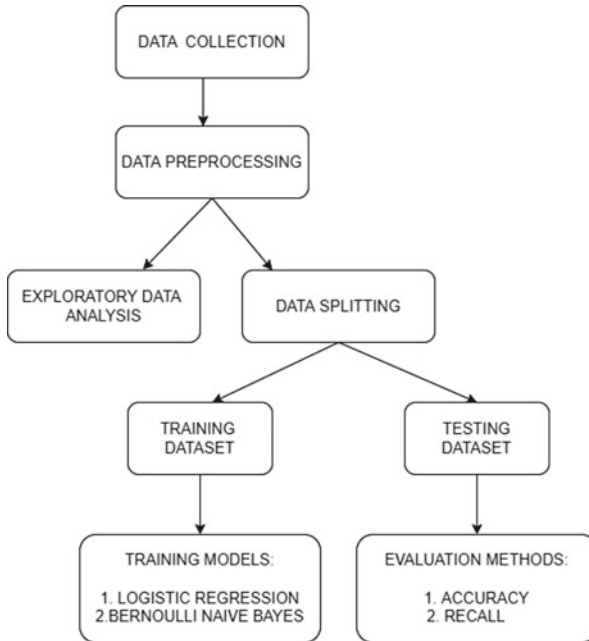 DATA COLLECTION
DATA PREPROCESSING
EXPLORATORY DATA
ANALYSIS
DATA SPLITTING
TRAINING
DATASET
TESTING
DATASET
TRAINING MODELS:
1. LOGISTIC REGRESSION
2.BERNOULLI NAIVE BAYES
EVALUATION METHODS:
1. ACCURACY
2. RECALL